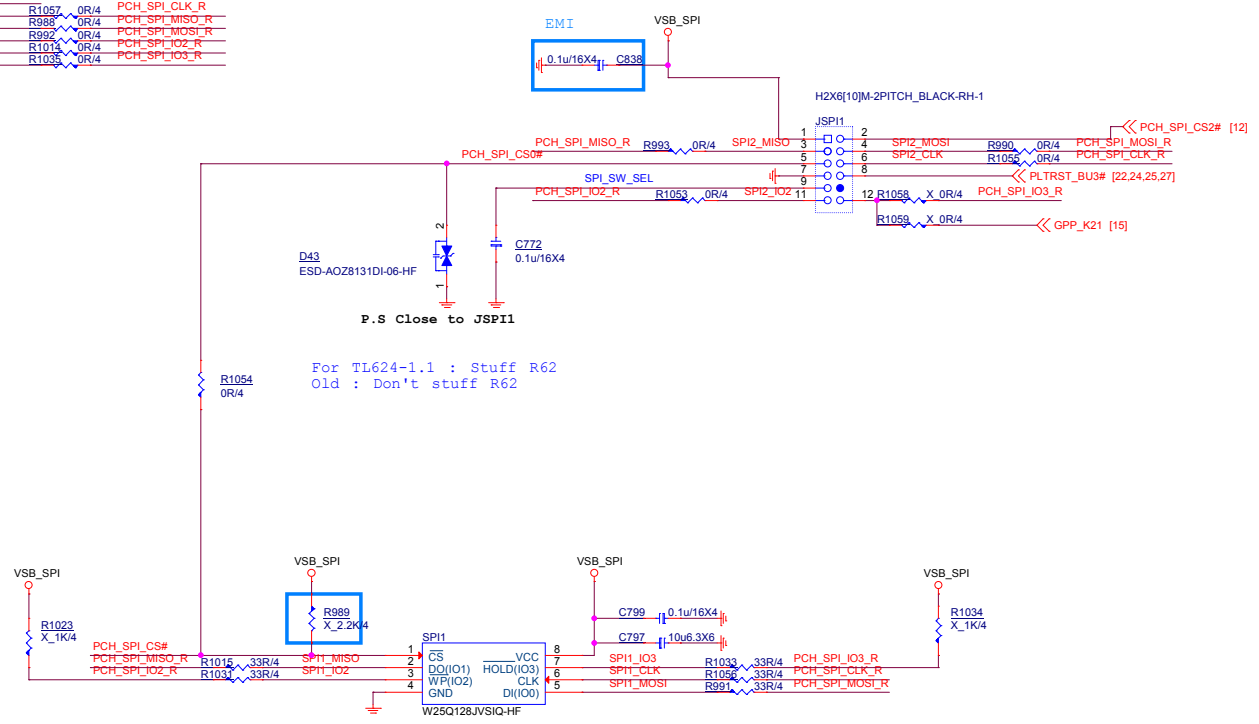 R1057 0R/4 PCH_SPI_CLK_R
R988 0R/4 PCH_SPI_MISO_R
R992 0R/4 PCH_SPI_MOSI_R
R1014 0R/4 PCH_SPI_IO2_R
R1035 0R/4 PCH_SPI_IO3_R
EMI
VSB_SPI
0.1u/16X4 C838
H2X6[10]M-2PITCH_BLACK-RH-1
JSPI1
PCH_SPI_CS2# [12]
1 2
PCH_SPI_MISO_R R993 0R/4 SPI2_MISO 3 4 SPI2_MOSI R990 0R/4 PCH_SPI_MOSI_R
PCH_SPI_CS0# 5 6 SPI2_CLK R1055 0R/4 PCH_SPI_CLK_R
7 8 PLTRST_BU3# [22,24,25,27]
SPI_SW_SEL 9
PCH_SPI_IO2_R R1053 0R/4 SPI2_IO2 11 12 R1058 X_0R/4 PCH_SPI_IO3_R
R1059 X_0R/4 GPP_K21 [15]
2
D43
ESD-AOZ8131DI-06-HF
1
C772
0.1u/16X4
P.S Close to JSPI1
For TL624-1.1 : Stuff R62
Old : Don't stuff R62
R1054
0R/4
VSB_SPI
R1023
X_1K/4
VSB_SPI
R989
X_2.2K/4
VSB_SPI
C799 0.1u/16X4
C797 10u6.3X6
VSB_SPI
R1034
X_1K/4
SPI1
PCH_SPI_CS# 1 CS VCC 8
PCH_SPI_MISO_R R1015 33R/4 SPI1_MISO 2 DO(IO1) HOLD(IO3) 7 SPI1_IO3 R1033 33R/4 PCH_SPI_IO3_R
PCH_SPI_IO2_R R1031 33R/4 SPI1_IO2 3 WP(IO2) CLK 6 SPI1_CLK R1056 33R/4 PCH_SPI_CLK_R
4 GND DI(IO0) 5 SPI1_MOSI R991 33R/4 PCH_SPI_MOSI_R
W25Q128JVSIQ-HF